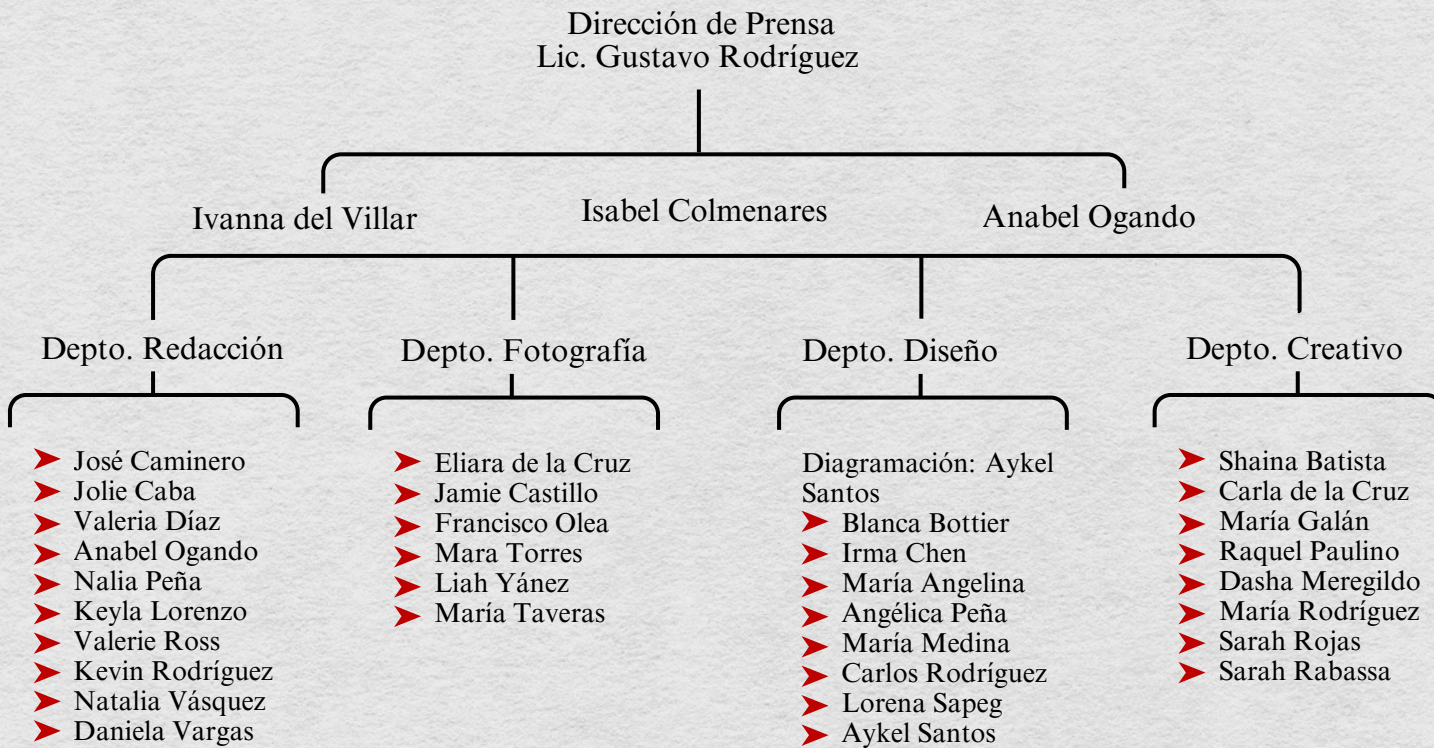 Dirección de Prensa
Lic. Gustavo Rodríguez
Ivanna del Villar
Isabel Colmenares
Anabel Ogando
Depto. Redacción
José Caminero
Jolie Caba
Valeria Díaz
Anabel Ogando
Nalia Peña
Keyla Lorenzo
Valerie Ross
Kevin Rodríguez
Natalia Vásquez
Daniela Vargas
Depto. Fotografía
Eliara de la Cruz
Jamie Castillo
Francisco Olea
Mara Torres
Liah Yánez
María Taveras
Depto. Diseño
Diagramación: Aykel
Santos
Blanca Bottier
Irma Chen
María Angelina
Angélica Peña
María Medina
Carlos Rodríguez
Lorena Sapeg
Aykel Santos
Depto. Creativo
Shaina Batista
Carla de la Cruz
María Galán
Raquel Paulino
Dasha Meregildo
María Rodríguez
Sarah Rojas
Sarah Rabassa